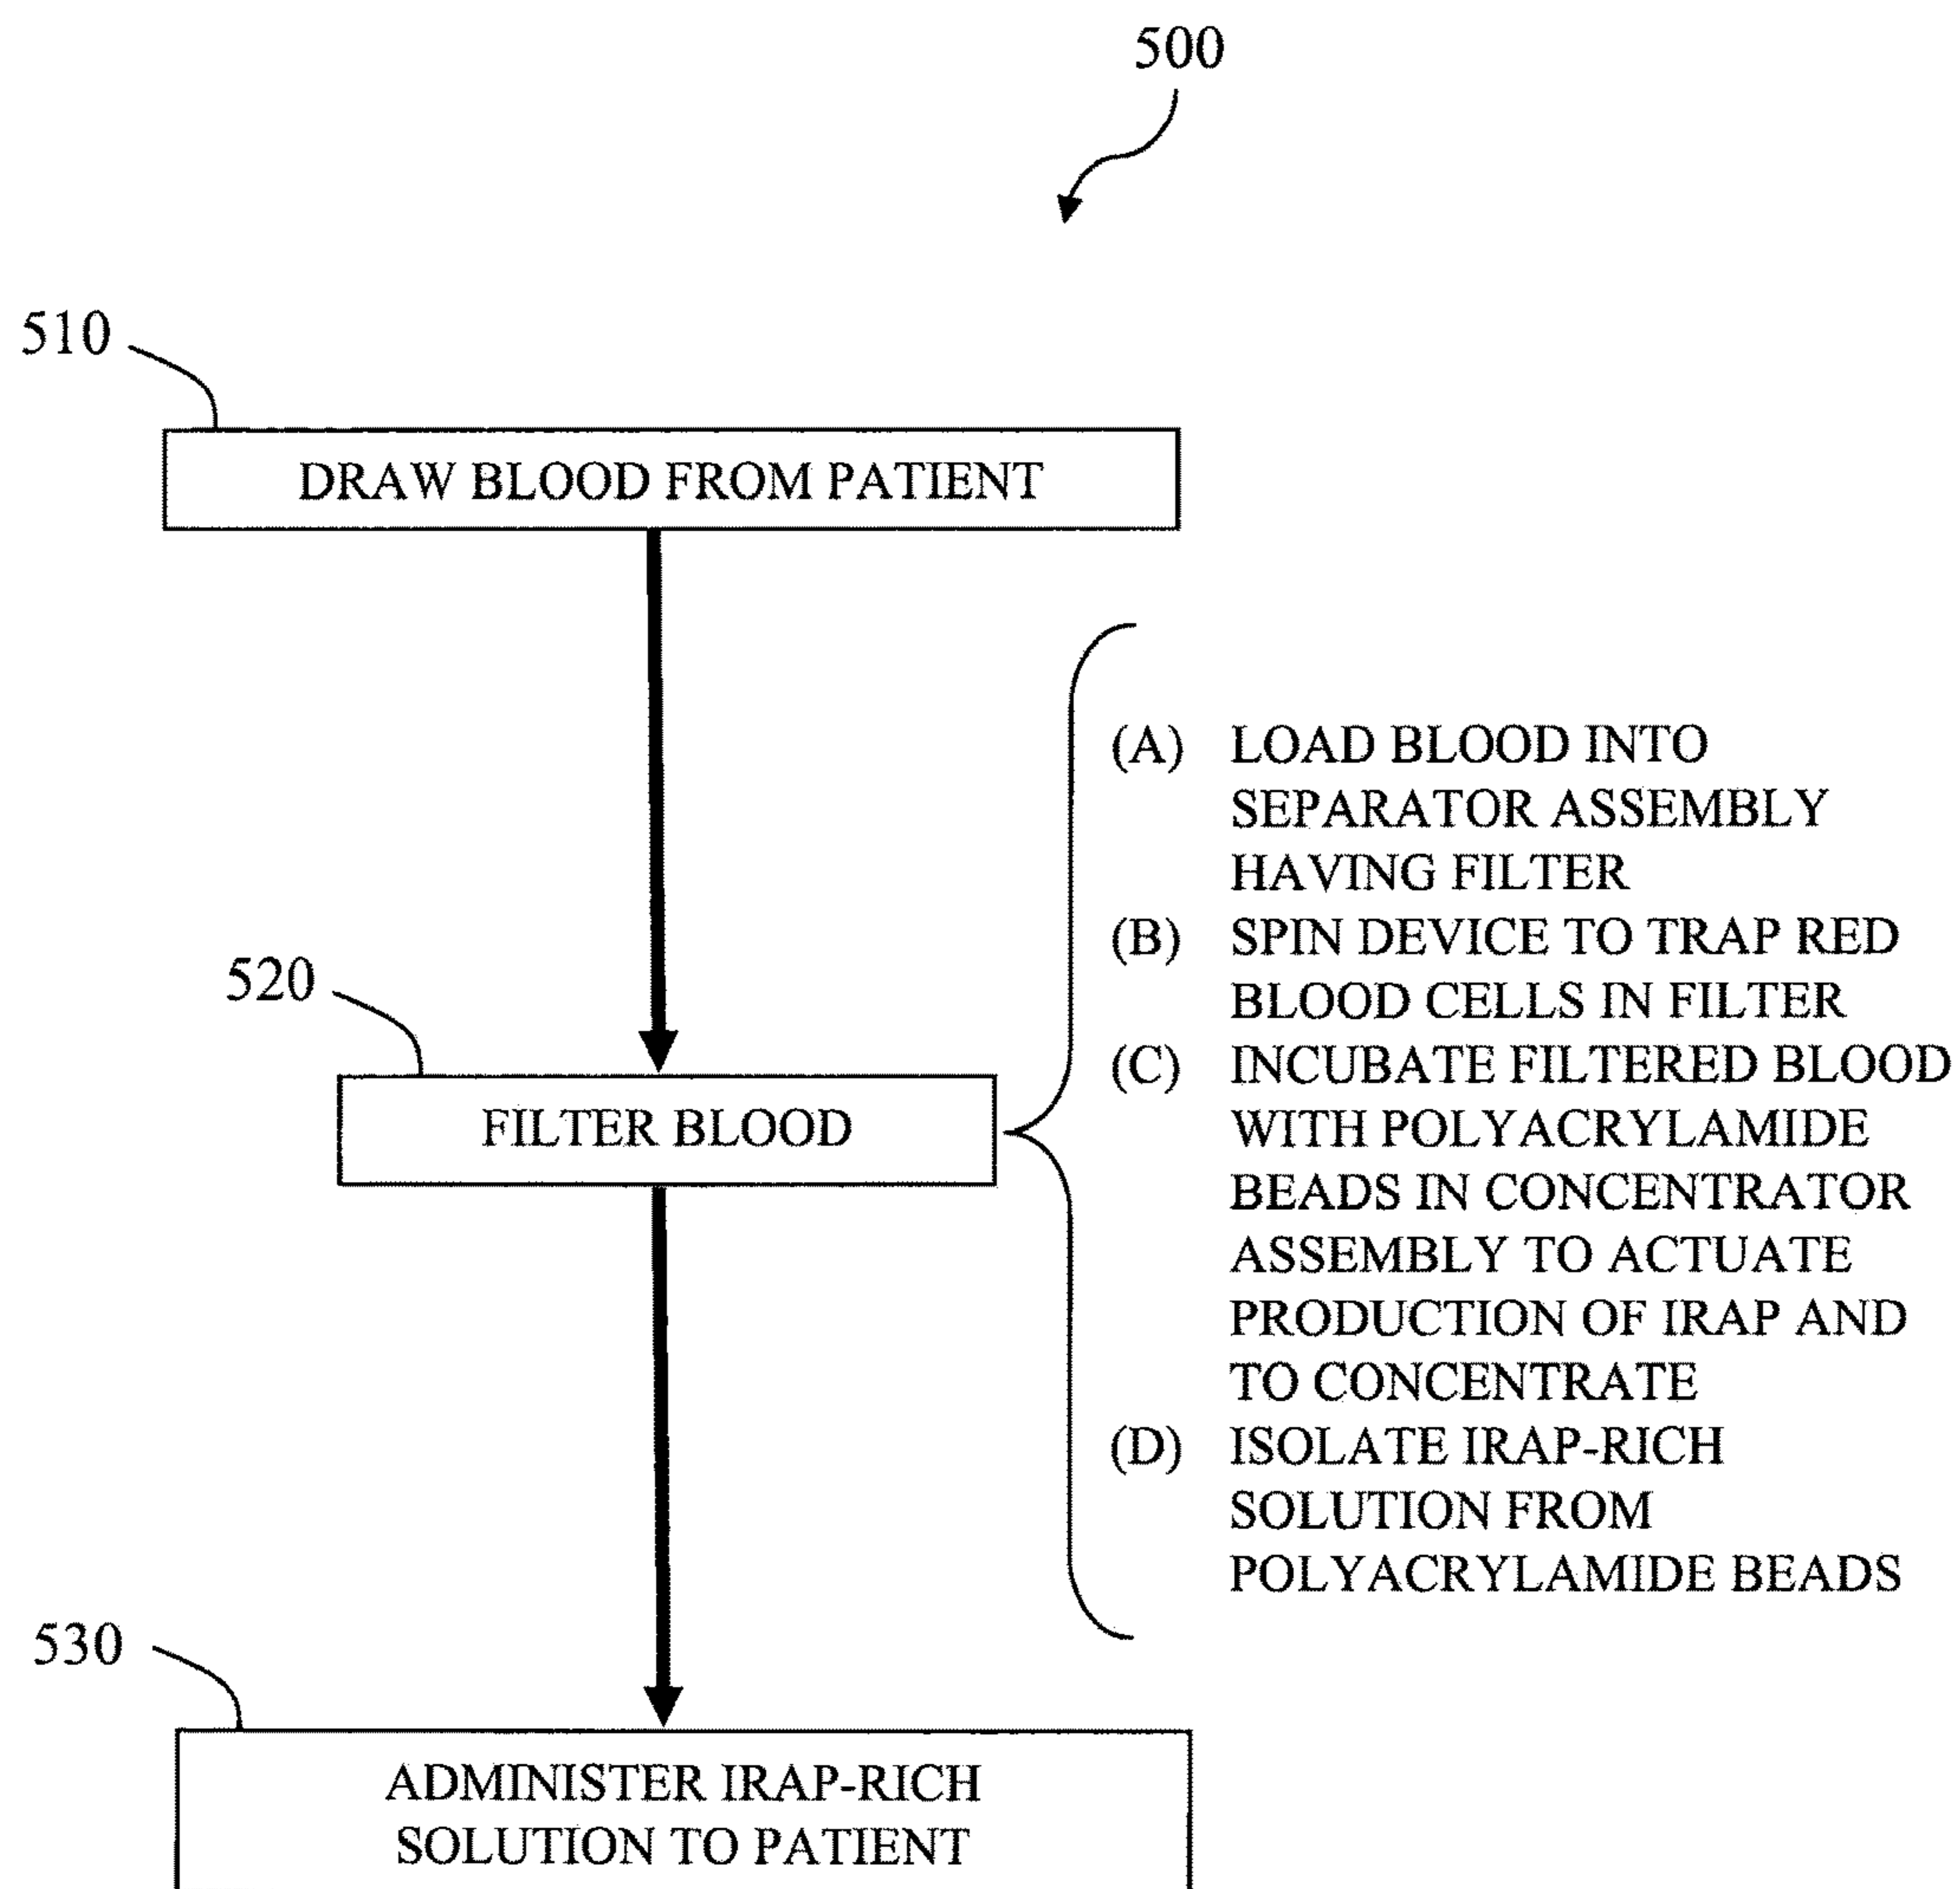 500
510
DRAW BLOOD FROM PATIENT
520
FILTER BLOOD
(A) LOAD BLOOD INTO
SEPARATOR ASSEMBLY
HAVING FILTER
(B) SPIN DEVICE TO TRAP RED
BLOOD CELLS IN FILTER
(C) INCUBATE FILTERED BLOOD
WITH POLYACRYLAMIDE
BEADS IN CONCENTRATOR
ASSEMBLY TO ACTUATE
PRODUCTION OF IRAP AND
TO CONCENTRATE
(D) ISOLATE IRAP-RICH
SOLUTION FROM
POLYACRYLAMIDE BEADS
530
ADMINISTER IRAP-RICH
SOLUTION TO PATIENT